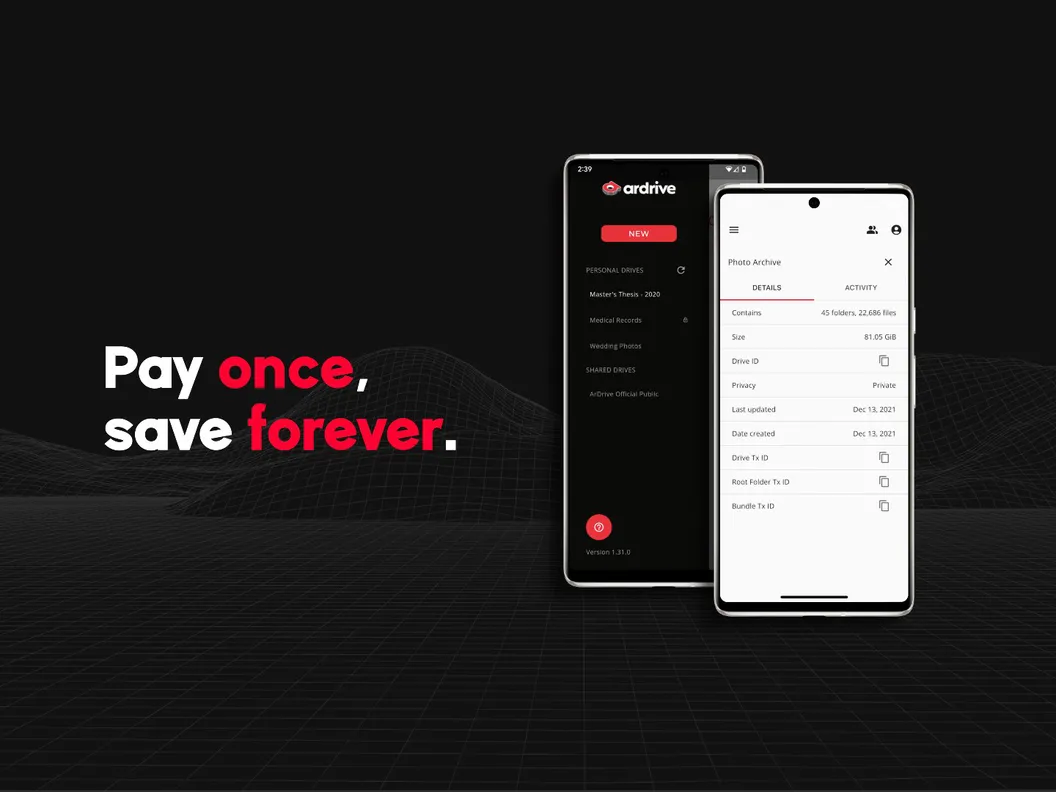 Pay once,
save forever.
2:39
ardrive
NEW
PERSONAL DRIVES
Master's Thesis - 2020
Medical Records
Wedding Photos
SHARED DRIVES
ArDrive Official Public
Version 1.31.0
Photo Archive
DETAILS ACTIVITY
Contains 45 folders, 22,686 files
Size 81.05 GiB
Drive ID
Privacy Private
Last updated Dec 13, 2021
Date created Dec 13, 2021
Drive Tx ID
Root Folder Tx ID
Bundle Tx ID